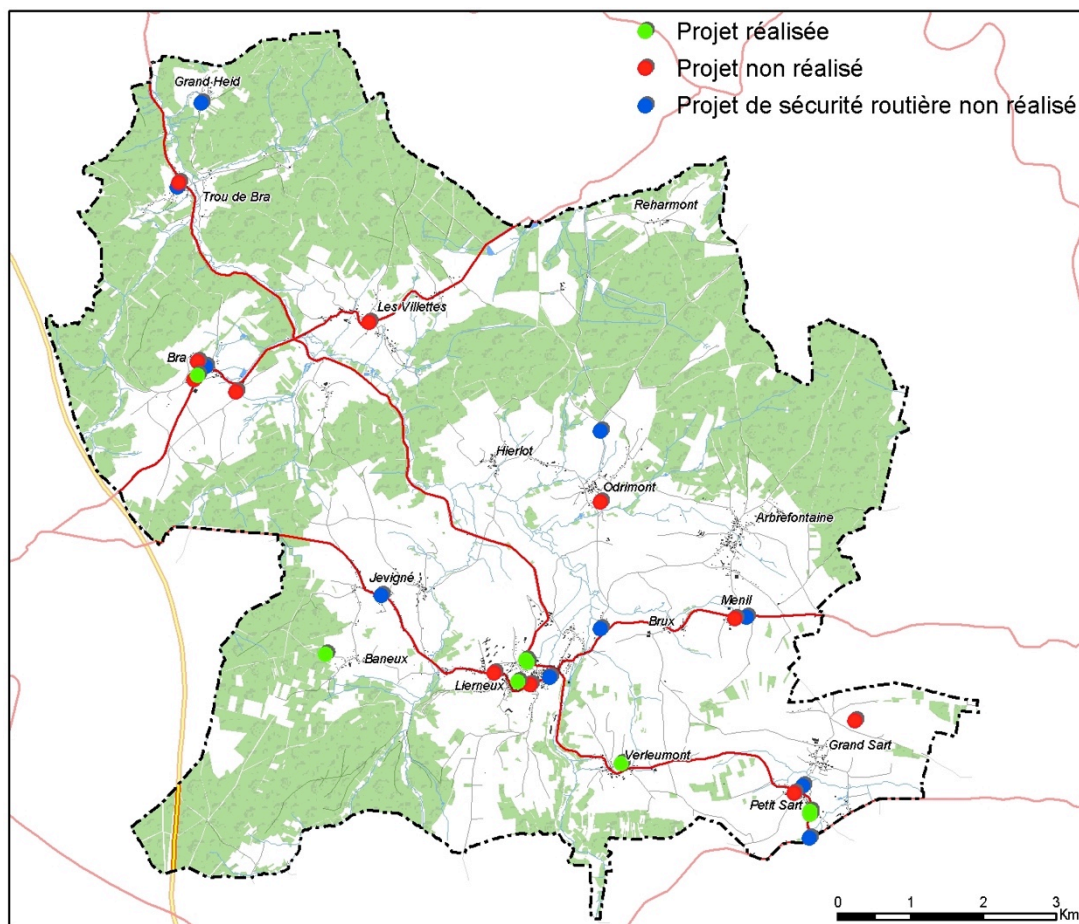 Projet réalisée
Projet non réalisé
Projet de sécurité routière non réalisé
Grand Heid
Trou de Bra
Reharmont
Les Villettes
Bra
Hierlot
Odrimont
Arbrefontaine
Jevigné
Menil
Brux
Baneux
Lierneux
Grand Sart
Verleumont
Petit Sart
0 1 2 3
Km